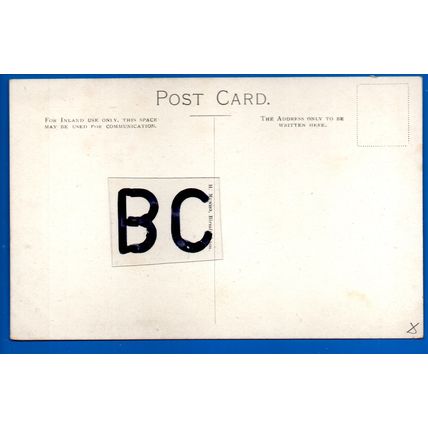 POST CARD.
FOR INLAND USE ONLY, THIS SPACE
MAY BE USED FOR COMMUNICATION.
THE ADDRESS ONLY TO BE
WRITTEN HERE.
BC